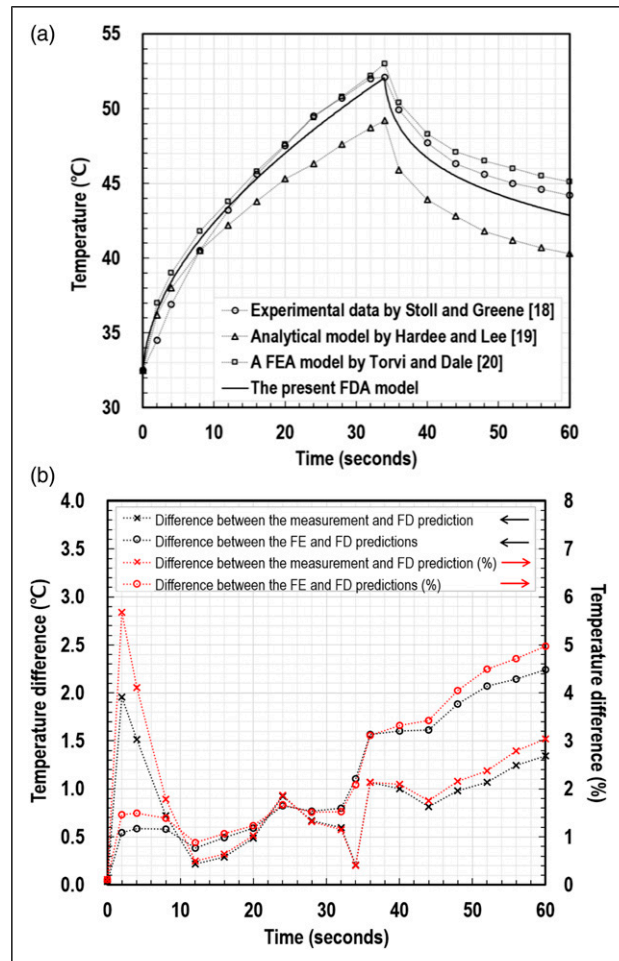 (a)
55
50
45
40
35
30
Temperature (°C)
Experimental data by Stoll and Greene [18]
Analytical model by Hardee and Lee [19]
A FEA model by Torvi and Dale [20]
The present FDA model
0 10 20 30 40 50 60
Time (seconds)
(b)
4.0 8
3.5 7
3.0 6
2.5 5
2.0 4
1.5 3
1.0 2
0.5 1
0.0 0
Temperature difference (°C)
Temperature difference (%)
Difference between the measurement and FD prediction
Difference between the FE and FD predictions
Difference between the measurement and FD prediction (%)
Difference between the FE and FD predictions (%)
0 10 20 30 40 50 60
Time (seconds)